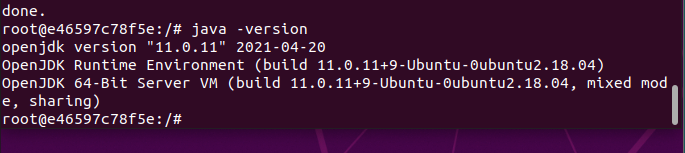 done.
root@e46597c78f5e:/# java -version
openjdk version "11.0.11" 2021-04-20
OpenJDK Runtime Environment (build 11.0.11+9-Ubuntu-0ubuntu2.18.04)
OpenJDK 64-Bit Server VM (build 11.0.11+9-Ubuntu-0ubuntu2.18.04, mixed mod
e, sharing)
root@e46597c78f5e:/#